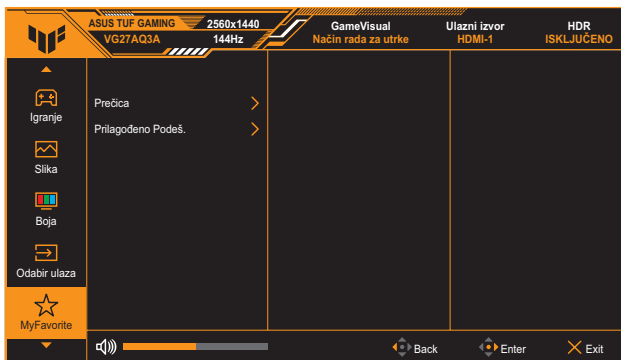 ASUS TUF GAMING 2560x1440
VG27AQ3A 144Hz
GameVisual
Način rada za utrke
Ulazni izvor
HDMI-1
HDR
ISKLJUČENO
Igranje
Slika
Boja
Odabir ulaza
MyFavorite
Prečica
Prilagođeno Podeš.
Back
Enter
Exit